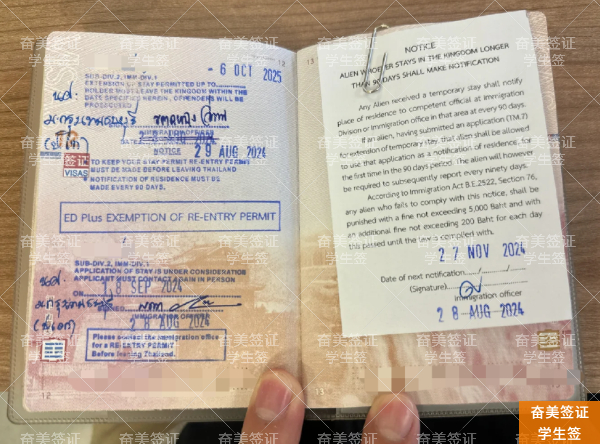 12
- 6 OCT 2025
SUB-DIV.2, IMM-DIV.1
EXTENSION OF STAY PERMITTED UP TO
HOLDER MUST LEAVE THE KINGDOM WITHIN THE
DATE SPECIFIED HEREIN, OFFENDERS WILL BE
PROSECUTED
IMMIGRATION OFFICER
NOTICE 29 AUG 2024
签证
VISAS
TO KEEP YOUR STAY PERMIT RE-ENTRY PERMIT
MUST BE MADE BEFORE LEAVING THAILAND
NOTIFICATION OF RESIDENCE MUST BE
MADE EVERY 90 DAYS.
ED Plus EXEMPTION OF RE-ENTRY PERMIT
SUB-DIV.2, IMM-DIV.1
APPLICATION OF STAY IS UNDER CONSIDERATION
APPLICANT MUST CONTACT AGAIN IN PERSON
ON 18 SEP 2024
SIGNED
IMMIGRATION OFFICER
28 AUG 2024
Please contact the immigration office
for a RE-ENTRY PERMIT
Before leaving Thailand.
12
13
NOTICE
ALIEN WHO STAYS IN THE KINGDOM LONGER
THAN 90 DAYS SHALL MAKE NOTIFICATION
Any Alien received a temporary stay shall notify
place of residence to competent official at Immigration
Division or Immigration office in that area at every 90 days.
If an alien, having submitted an application (TM.7)
for extension of temporary stay, that alien shall be allowed
to use that application as a notification of residence, for
the first time in the 90 days period. The alien will however
be required to subsequently report every ninety days.
According to Immigration Act B.E.2522, Section 76,
any alien who fails to comply with this notice, shall be
punished with a fine not exceeding 5,000 Baht and with
an additional fine not exceeding 200 Baht for each day
this passed until the law is complied with.
27 NOV 2024
Date of next notification
(Signature)
Immigration officer
28 AUG 2024
奋美签证
学生签